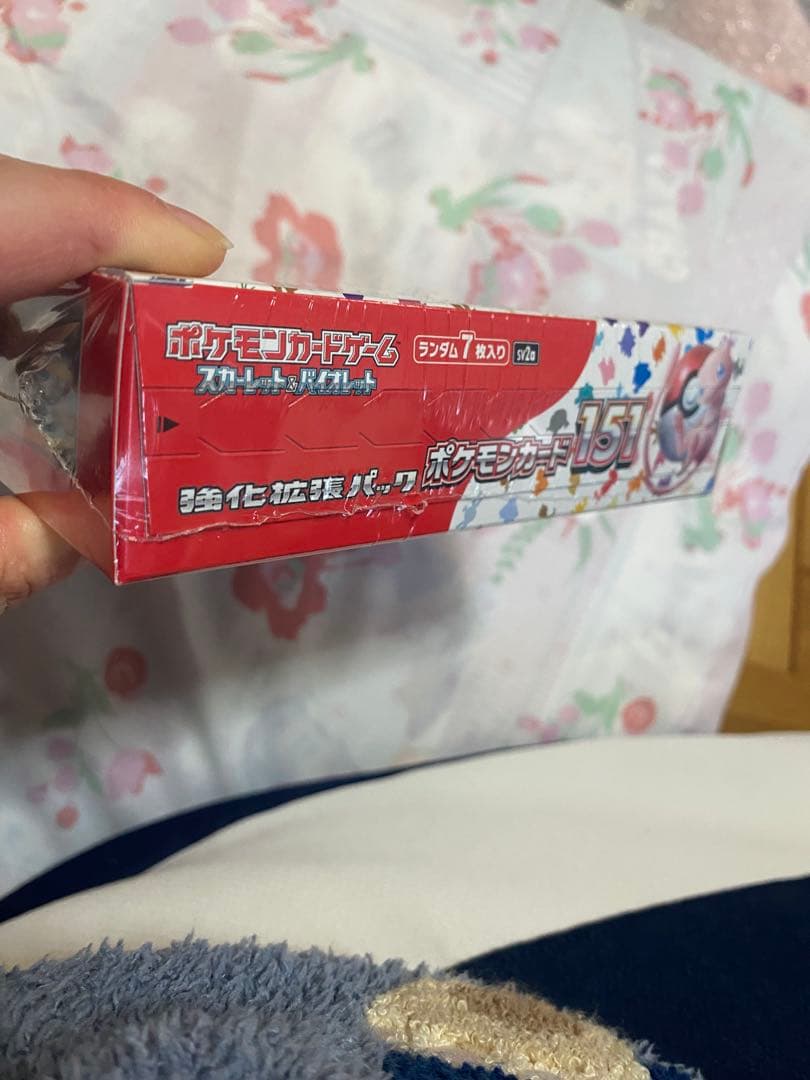 ポケモンカードゲーム
スカーレット&バイオレット
ランダム7枚入り
sv2a
強化拡張パック
ポケモンカード151